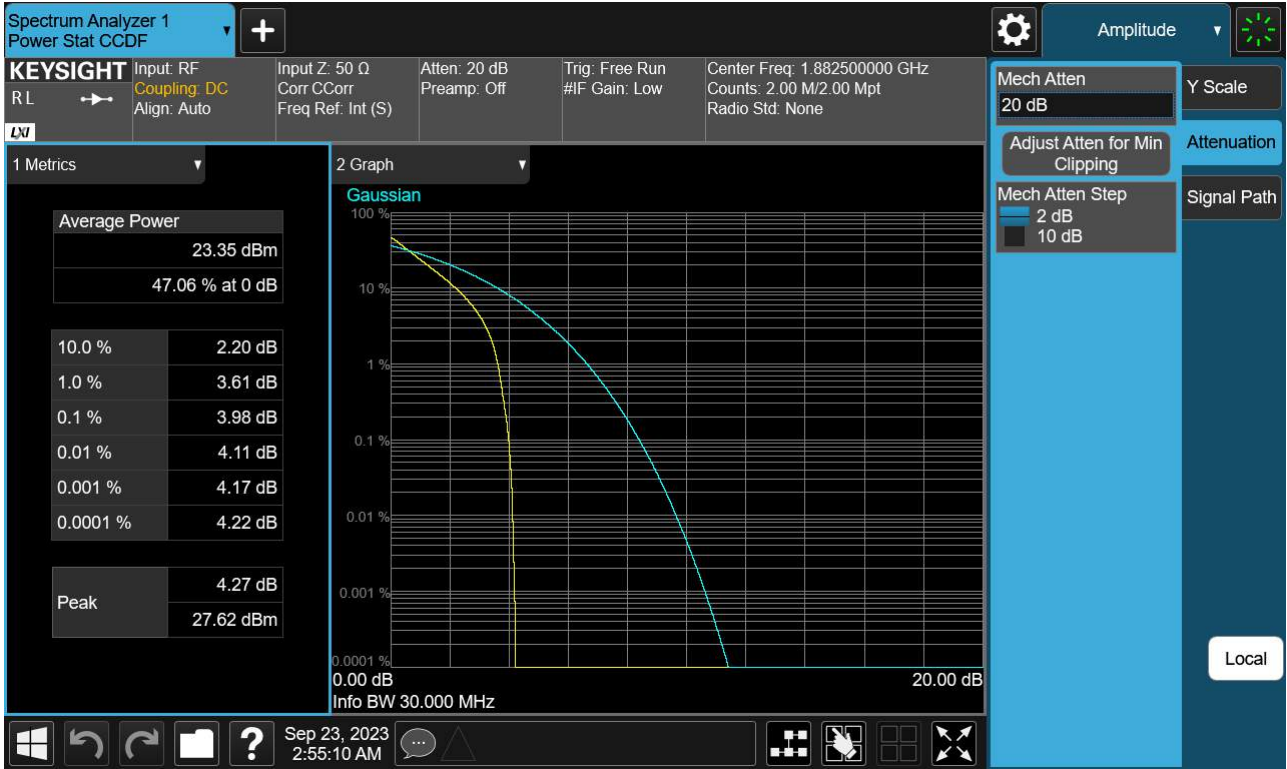 Spectrum Analyzer 1
Power Stat CCDF
+
Amplitude
KEYSIGHT
RL
LXI
Input: RF
Coupling: DC
Align: Auto
Input Z: 50 Ω
Corr CCorr
Freq Ref: Int (S)
Atten: 20 dB
Preamp: Off
Trig: Free Run
#IF Gain: Low
Center Freq: 1.882500000 GHz
Counts: 2.00 M/2.00 Mpt
Radio Std: None
Mech Atten
20 dB
Adjust Atten for Min
Clipping
Mech Atten Step
2 dB
10 dB
Y Scale
Attenuation
Signal Path
1 Metrics
Average Power
23.35 dBm
47.06 % at 0 dB
10.0 % 2.20 dB
1.0 % 3.61 dB
0.1 % 3.98 dB
0.01 % 4.11 dB
0.001 % 4.17 dB
0.0001 % 4.22 dB
Peak
4.27 dB
27.62 dBm
2 Graph
Gaussian
100 %
10 %
1 %
0.1 %
0.01 %
0.001 %
0.0001 %
0.00 dB 20.00 dB
Info BW 30.000 MHz
Local
?
Sep 23, 2023
2:55:10 AM